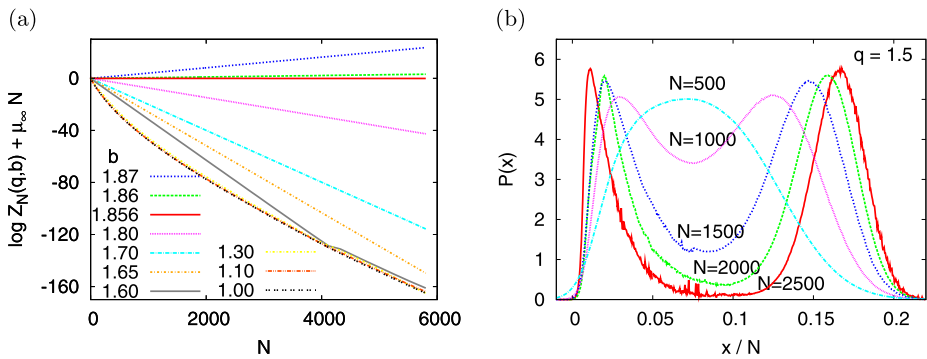 (a)
log Z_N(q,b) + μ_∞ N
0
-40
-80
-120
-160
b
1.87
1.86
1.856
1.80
1.70
1.65
1.60
1.30
1.10
1.00
0 2000 4000 6000
N
(b)
P(x)
6
5
4
3
2
1
0
q = 1.5
N=500
N=1000
N=1500
N=2000
N=2500
0 0.05 0.1 0.15 0.2
x / N